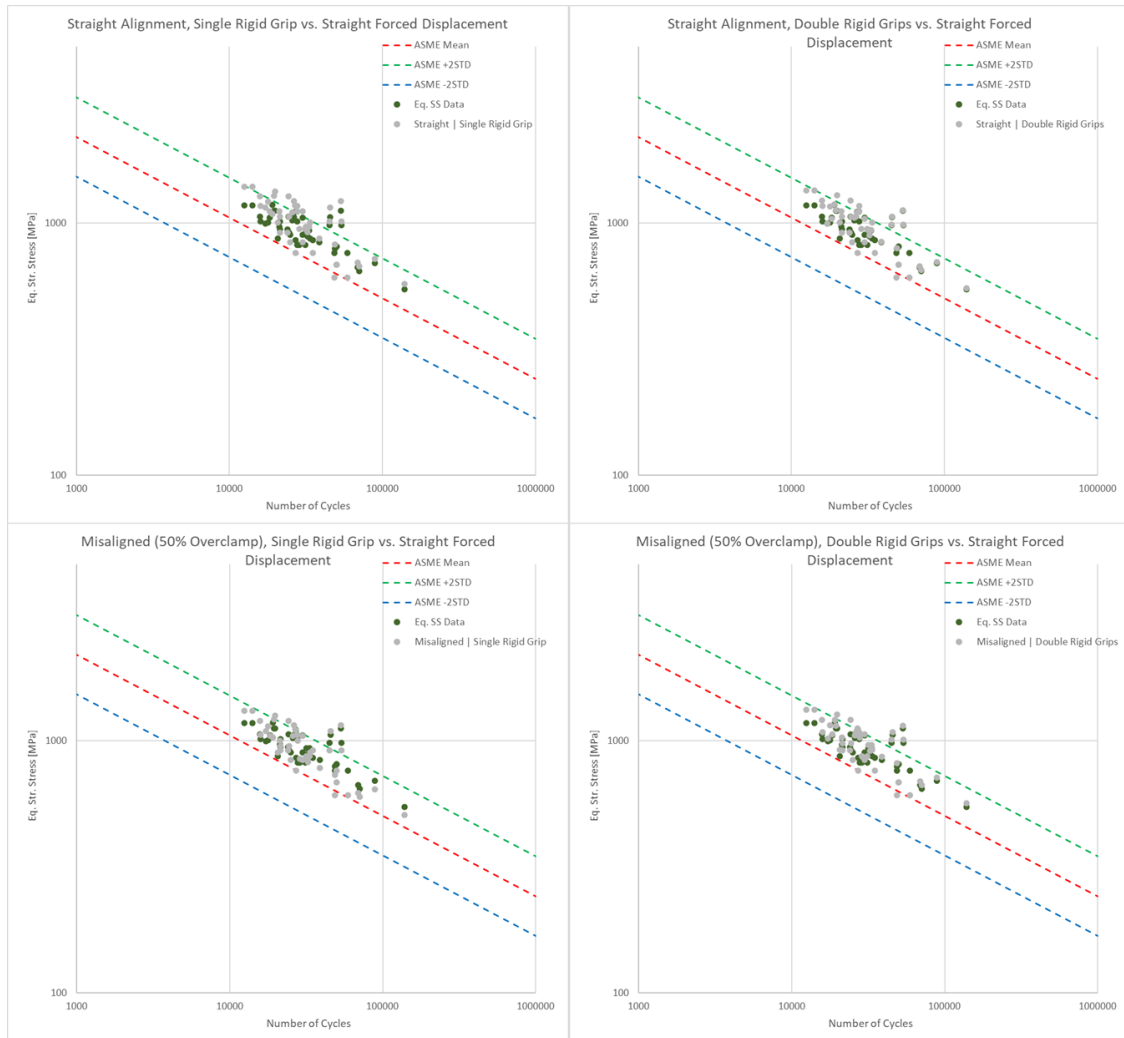 Straight Alignment, Single Rigid Grip vs. Straight Forced Displacement
ASME Mean
ASME +2STD
ASME -2STD
Eq. SS Data
Straight | Single Rigid Grip
Eq. Str. Stress [MPa]
1000
100
1000
10000
100000
1000000
Number of Cycles
Straight Alignment, Double Rigid Grips vs. Straight Forced
Displacement
ASME Mean
ASME +2STD
ASME -2STD
Eq. SS Data
Straight | Double Rigid Grips
Eq. Str. Stress [MPa]
1000
100
1000
10000
100000
1000000
Number of Cycles
Misaligned (50% Overclamp), Single Rigid Grip vs. Straight Forced
Displacement
ASME Mean
ASME +2STD
ASME -2STD
Eq. SS Data
Misaligned | Single Rigid Grip
Eq. Str. Stress [MPa]
1000
100
1000
10000
100000
1000000
Number of Cycles
Misaligned (50% Overclamp), Double Rigid Grips vs. Straight Forced
Displacement
ASME Mean
ASME +2STD
ASME -2STD
Eq. SS Data
Misaligned | Double Rigid Grips
Eq. Str. Stress [MPa]
1000
100
1000
10000
100000
1000000
Number of Cycles